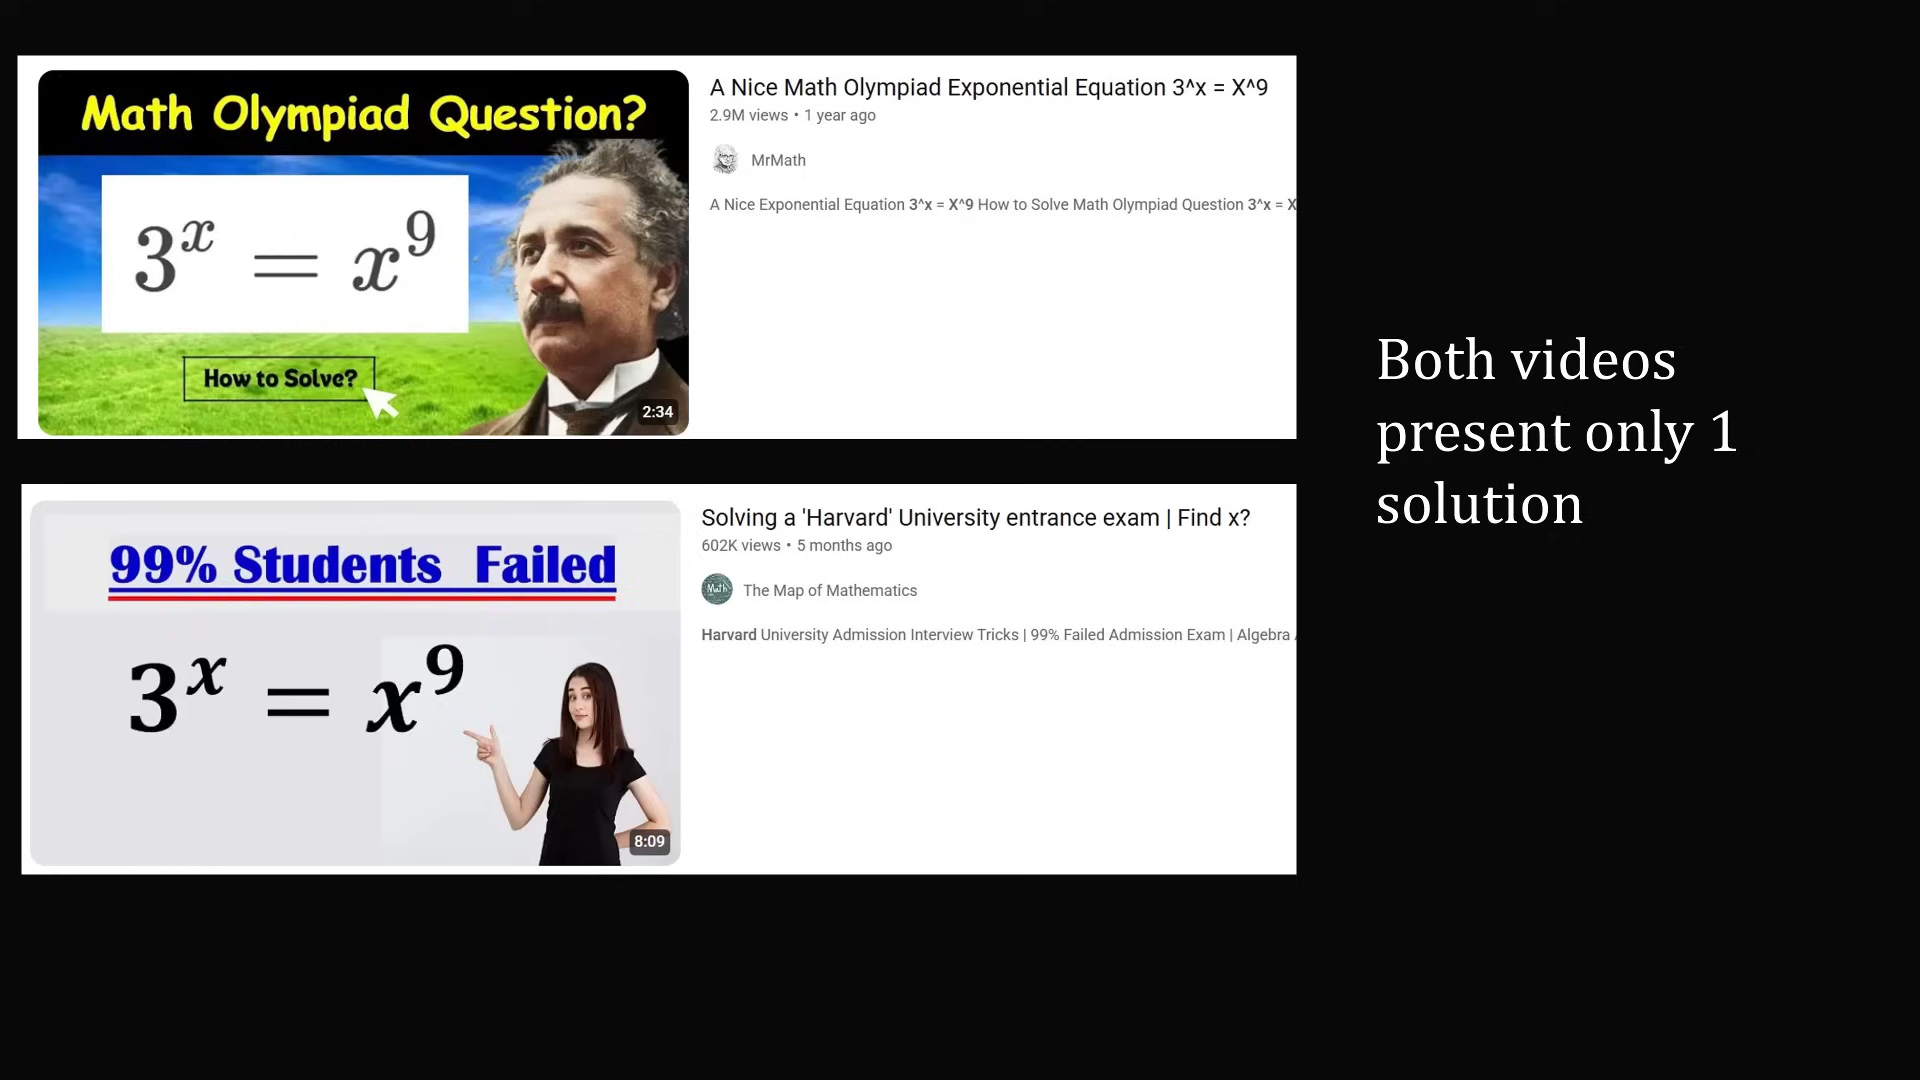 Math Olympiad Question?
3^x = x^9
How to Solve?
2:34
A Nice Math Olympiad Exponential Equation 3^x = X^9
2.9M views • 1 year ago
MrMath
A Nice Exponential Equation 3^x = X^9 How to Solve Math Olympiad Question 3^x = X
99% Students Failed
3^x = x^9
8:09
Solving a 'Harvard' University entrance exam | Find x?
602K views • 5 months ago
Math
The Map of Mathematics
Harvard University Admission Interview Tricks | 99% Failed Admission Exam | Algebra
Both videos
present only 1
solution